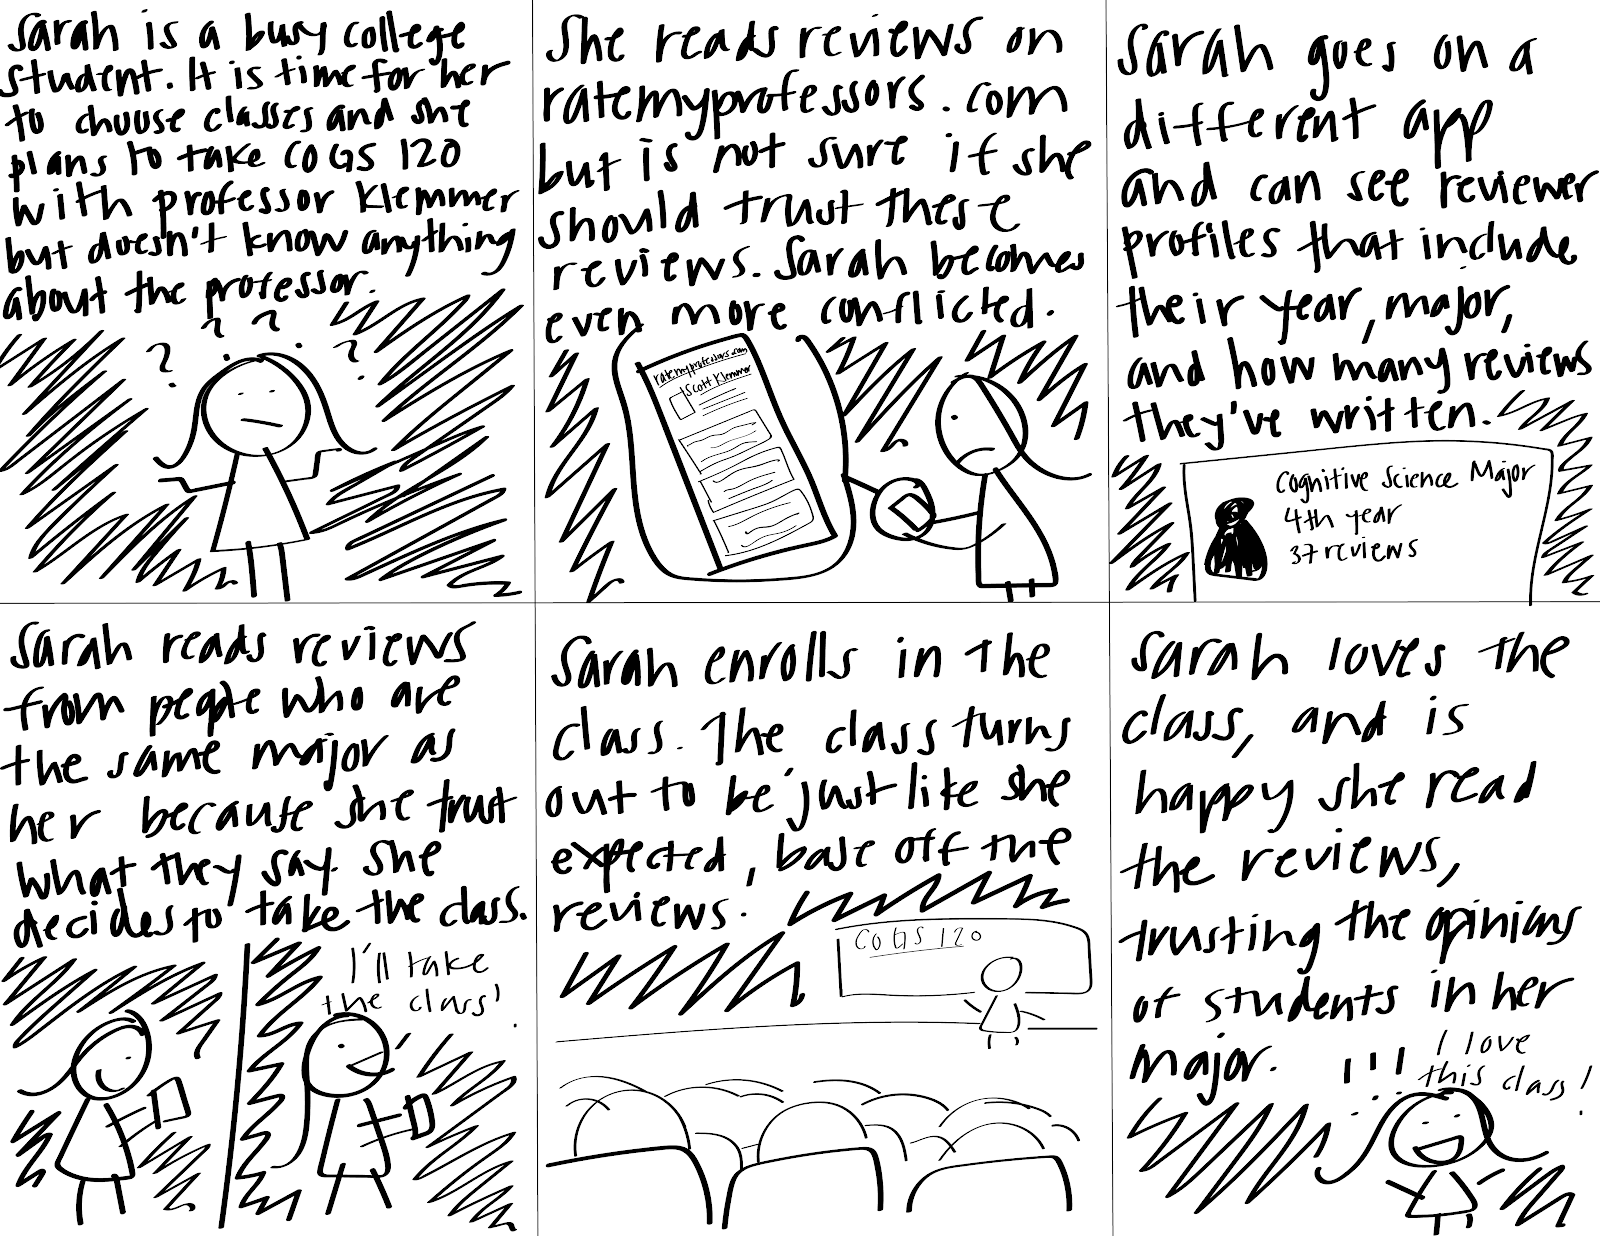 Sarah is a busy college
student. It is time for her
to choose classes and she
plans to take COGS 120
with professor Klemmer
but doesn't know anything
about the professor.
? ? ? ?
She reads reviews on
ratemyprofessors.com
but is not sure if she
should trust these
reviews. Sarah becomes
even more conflicted.
ratemyprofessors.com
Scott Klemmer
Sarah goes on a
different app
and can see reviewer
profiles that include
their year, major,
and how many reviews
they've written.
Cognitive Science Major
4th year
37 reviews
Sarah reads reviews
from people who are
the same major as
her because she trust
what they say. She
decides to take the class.
I'll take
the class!
Sarah enrolls in the
class. The class turns
out to be just like she
expected, base off the
reviews.
COGS 120
Sarah loves the
class, and is
happy she read
the reviews,
trusting the opinions
of students in her
major.
!!! I love
this class!